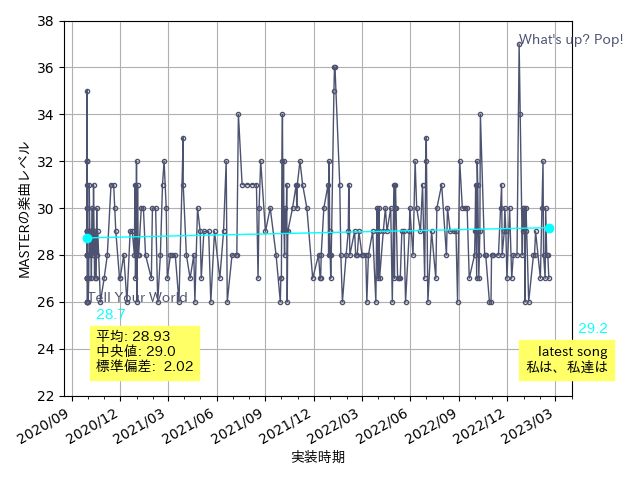 What's up? Pop!
38
36
34
32
30
28
26
24
22
MASTERの楽曲レベル
Tell Your World
28.7
平均: 28.93
中央値: 29.0
標準偏差: 2.02
29.2
latest song
私は、私達は
2020/09
2020/12
2021/03
2021/06
2021/09
2021/12
2022/03
2022/06
2022/09
2022/12
2023/03
実装時期